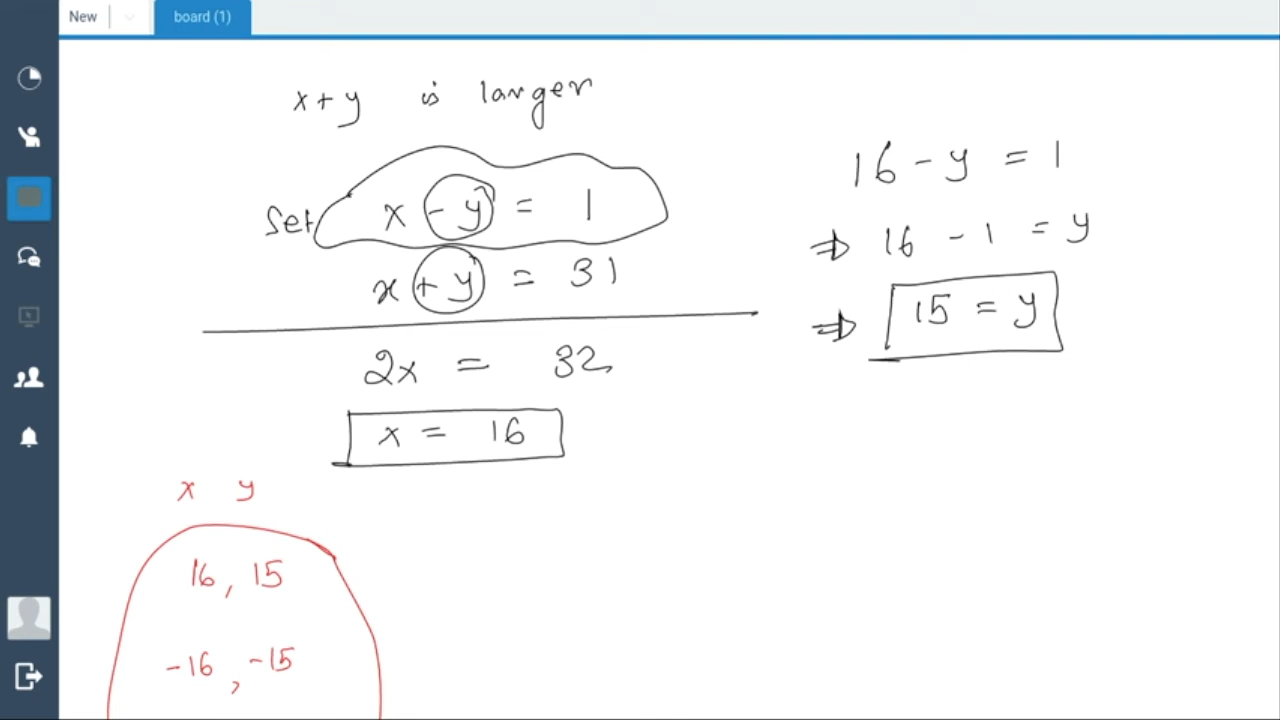 New
board (1)
x+y is larger
Set x - y = 1
x + y = 31
2x = 32
x = 16
16 - y = 1
⇒ 16 - 1 = y
⇒ 15 = y
x y
16, 15
-16, -15